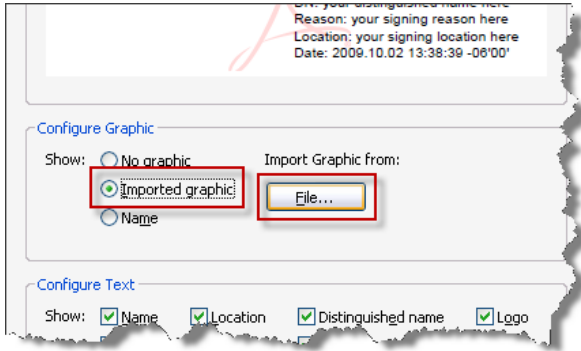 DN: your distinguished name here
Reason: your signing reason here
Location: your signing location here
Date: 2009.10.02 13:38:39 -06'00'
Configure Graphic
Show: No graphic Import Graphic from:
Imported graphic File...
Name
Configure Text
Show: Name Location Distinguished name Logo